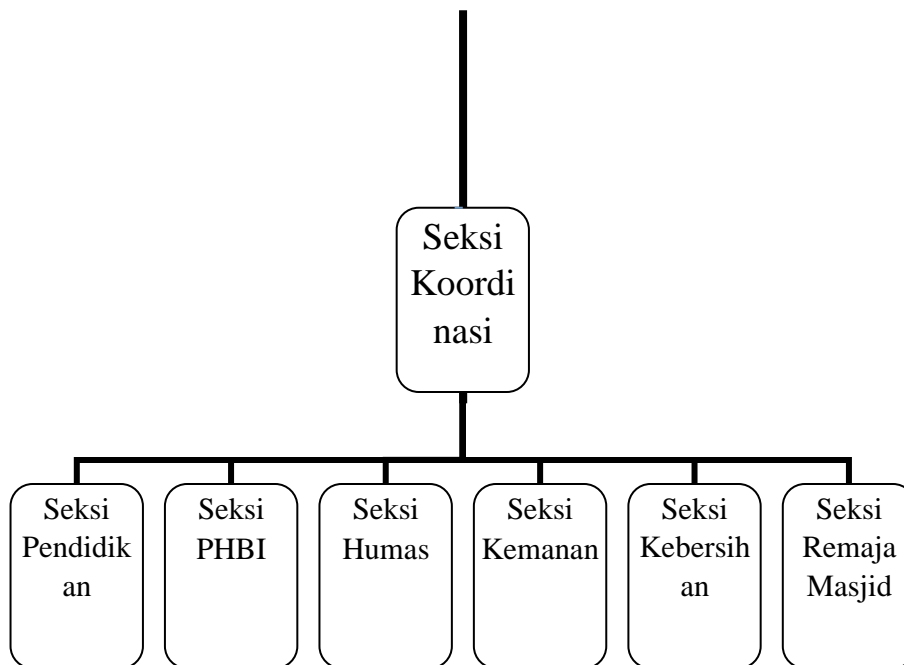 Seksi
Koordi
nasi
Seksi
Pendidik
an
Seksi
PHBI
Seksi
Humas
Seksi
Kemanan
Seksi
Kebersih
an
Seksi
Remaja
Masjid